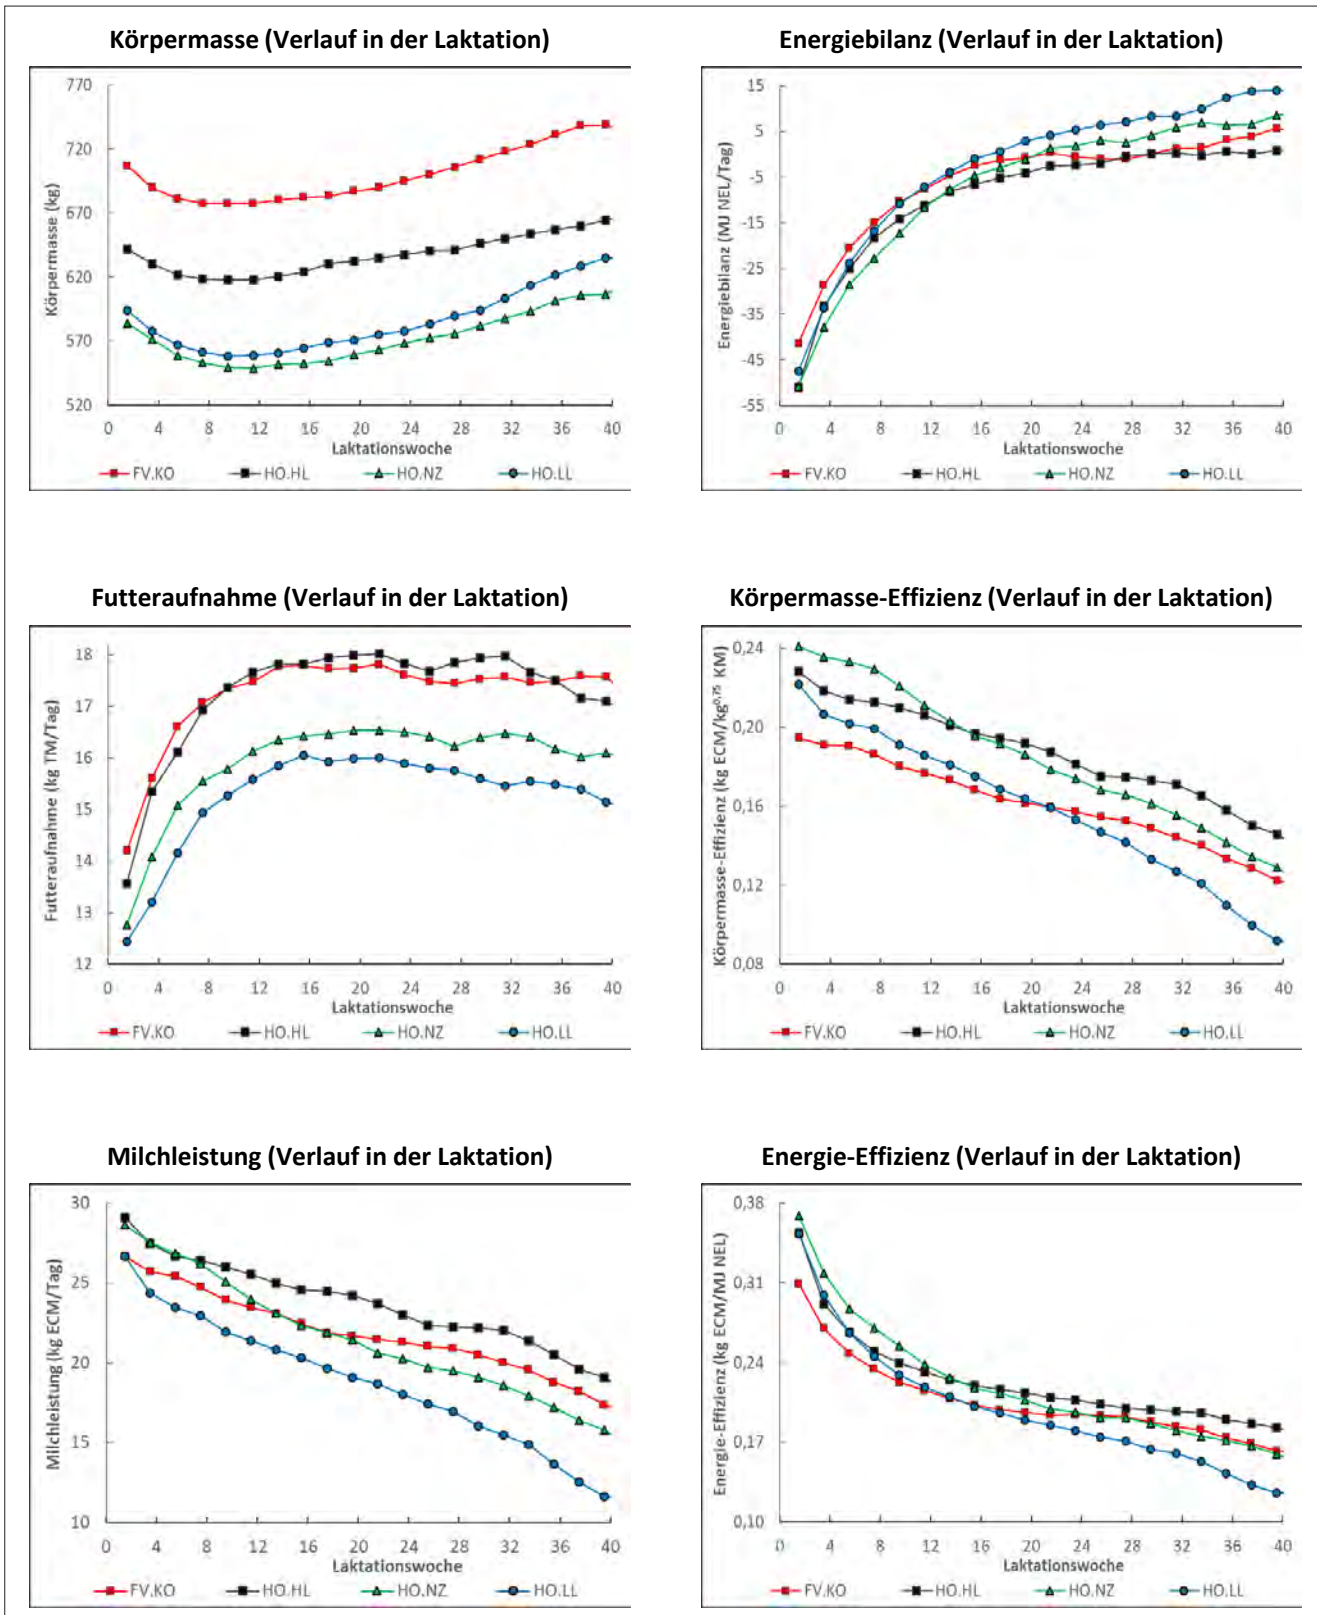 Körpermasse (Verlauf in der Laktation)
Körpermasse (kg)
770
720
670
620
570
520
0 4 8 12 16 20 24 28 32 36 40
Laktationswoche
FV.KO HO.HL HO.NZ HO.LL
Energiebilanz (Verlauf in der Laktation)
Energiebilanz (MJ NEL/Tag)
15
5
-5
-15
-25
-35
-45
-55
0 4 8 12 16 20 24 28 32 36 40
Laktationswoche
FV.KO HO.HL HO.NZ HO.LL
Futteraufnahme (Verlauf in der Laktation)
Futteraufnahme (kg TM/Tag)
18
17
16
15
14
13
12
0 4 8 12 16 20 24 28 32 36 40
Laktationswoche
FV.KO HO.HL HO.NZ HO.LL
Körpermasse-Effizienz (Verlauf in der Laktation)
Körpermasse-Effizienz (kg ECM/kg⁰·⁷⁵ KM)
0,24
0,20
0,16
0,12
0,08
0 4 8 12 16 20 24 28 32 36 40
Laktationswoche
FV.KO HO.HL HO.NZ HO.LL
Milchleistung (Verlauf in der Laktation)
Milchleistung (kg ECM/Tag)
30
25
20
15
10
0 4 8 12 16 20 24 28 32 36 40
Laktationswoche
FV.KO HO.HL HO.NZ HO.LL
Energie-Effizienz (Verlauf in der Laktation)
Energie-Effizienz (kg ECM/MJ NEL)
0,38
0,31
0,24
0,17
0,10
0 4 8 12 16 20 24 28 32 36 40
Laktationswoche
FV.KO HO.HL HO.NZ HO.LL